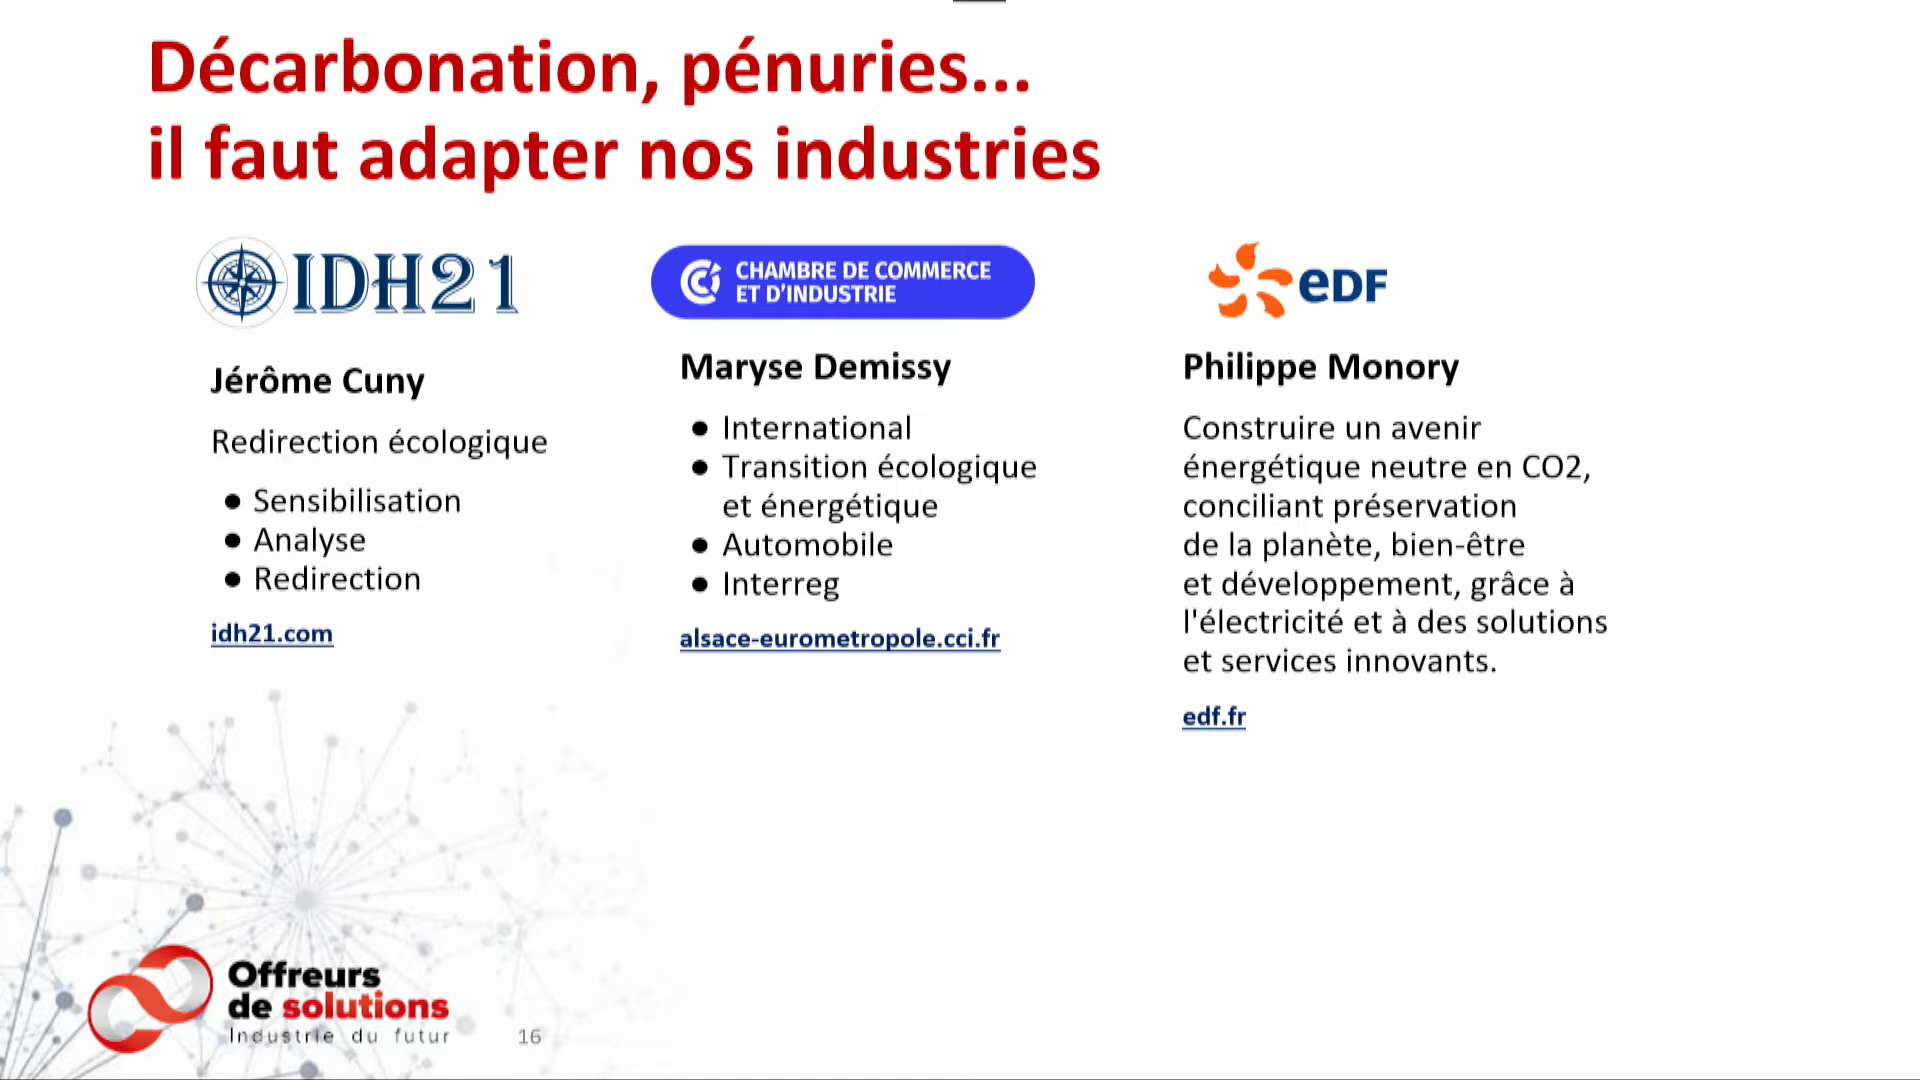 Décarbonation, pénuries...
il faut adapter nos industries
IDH21
Jérôme Cuny
Redirection écologique
● Sensibilisation
● Analyse
● Redirection
idh21.com
CHAMBRE DE COMMERCE
ET D'INDUSTRIE
Maryse Demissy
● International
● Transition écologique
et énergétique
● Automobile
● Interreg
alsace-eurometropole.cci.fr
eDF
Philippe Monory
Construire un avenir
énergétique neutre en CO2,
conciliant préservation
de la planète, bien-être
et développement, grâce à
l'électricité et à des solutions
et services innovants.
edf.fr
Offreurs
de solutions
Industrie du futur
16